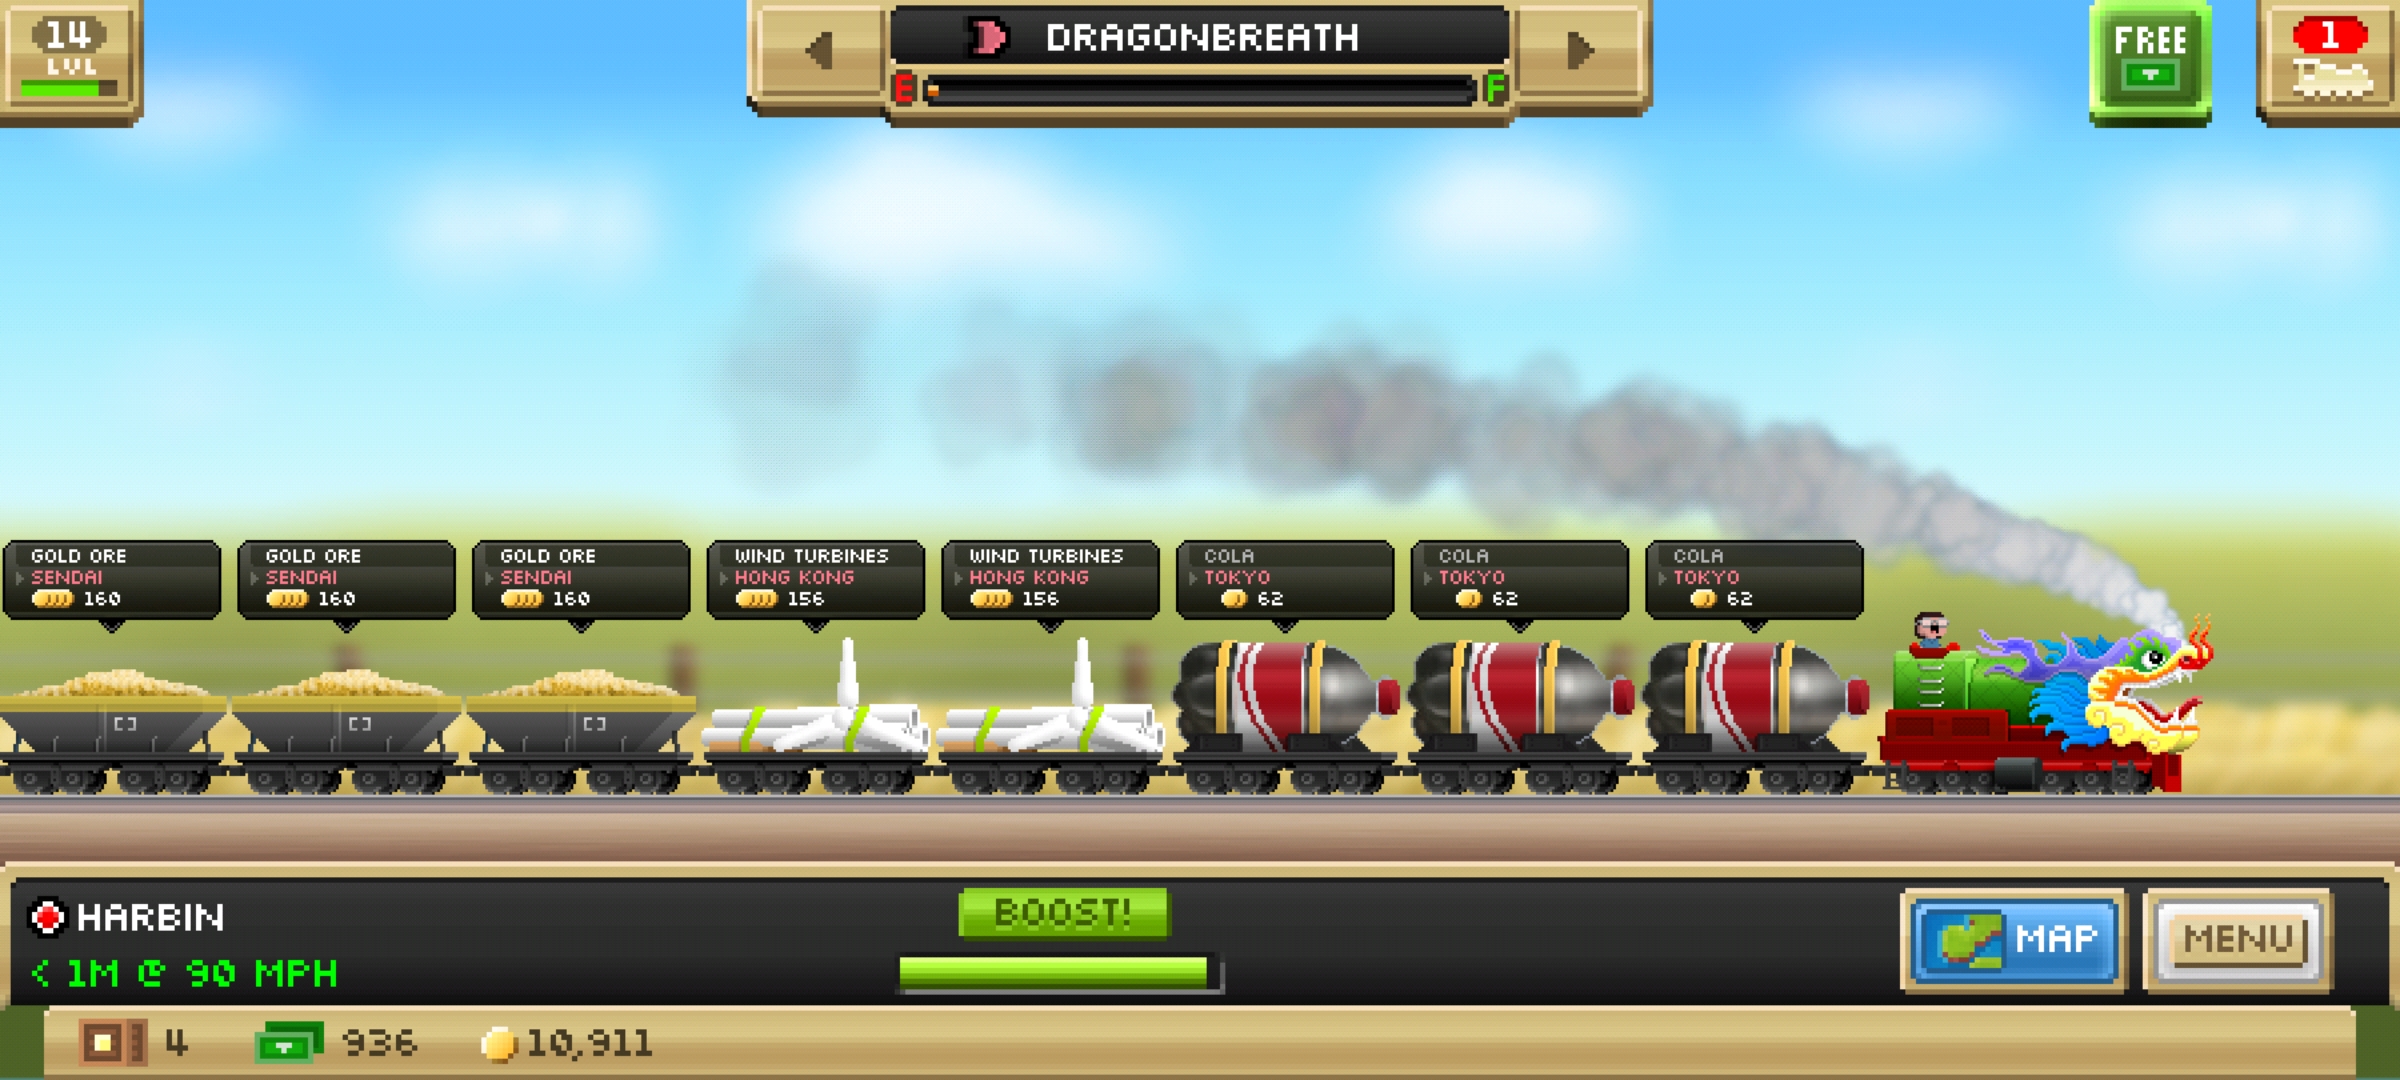 14
LVL
DRAGONBREATH
E F
FREE
1
GOLD ORE
SENDAI
160
GOLD ORE
SENDAI
160
GOLD ORE
SENDAI
160
WIND TURBINES
HONG KONG
156
WIND TURBINES
HONG KONG
156
COLA
TOKYO
62
COLA
TOKYO
62
COLA
TOKYO
62
HARBIN
< 1M @ 90 MPH
BOOST!
MAP
MENU
4
936
10,911